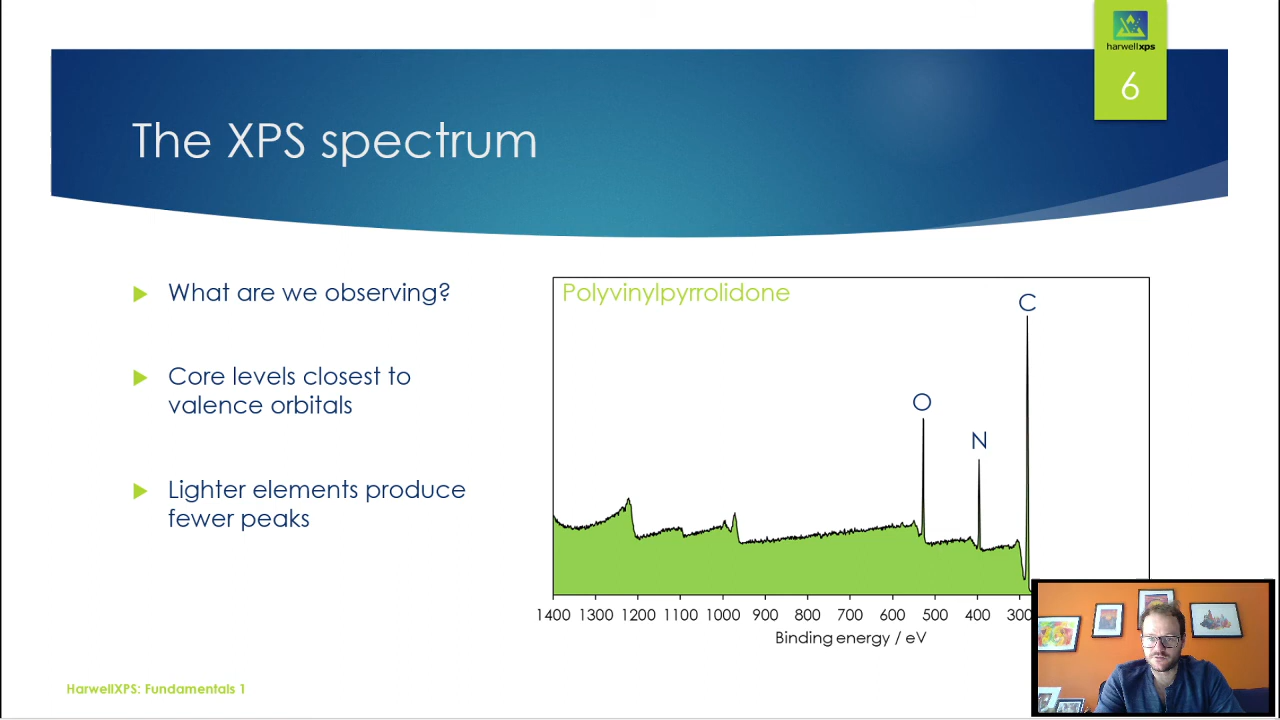 harwellxps
6
The XPS spectrum
What are we observing?
Core levels closest to
valence orbitals
Lighter elements produce
fewer peaks
Polyvinylpyrrolidone
C
O
N
1400 1300 1200 1100 1000 900 800 700 600 500 400 300
Binding energy / eV
HarwellXPS: Fundamentals 1